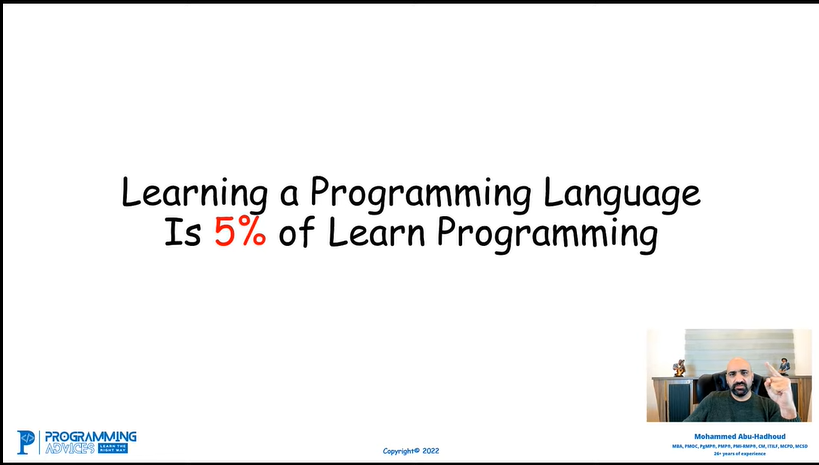 Learning a Programming Language
Is 5% of Learn Programming
PROGRAMMING
ADVICES LEARN THE RIGHT WAY
Copyright© 2022
Mohammed Abu-Hadhoud
MBA, PMOC, PgMP®, PMP®, PMI-RMP®, CM, ITILF, MCPD, MCSD
26+ years of experience